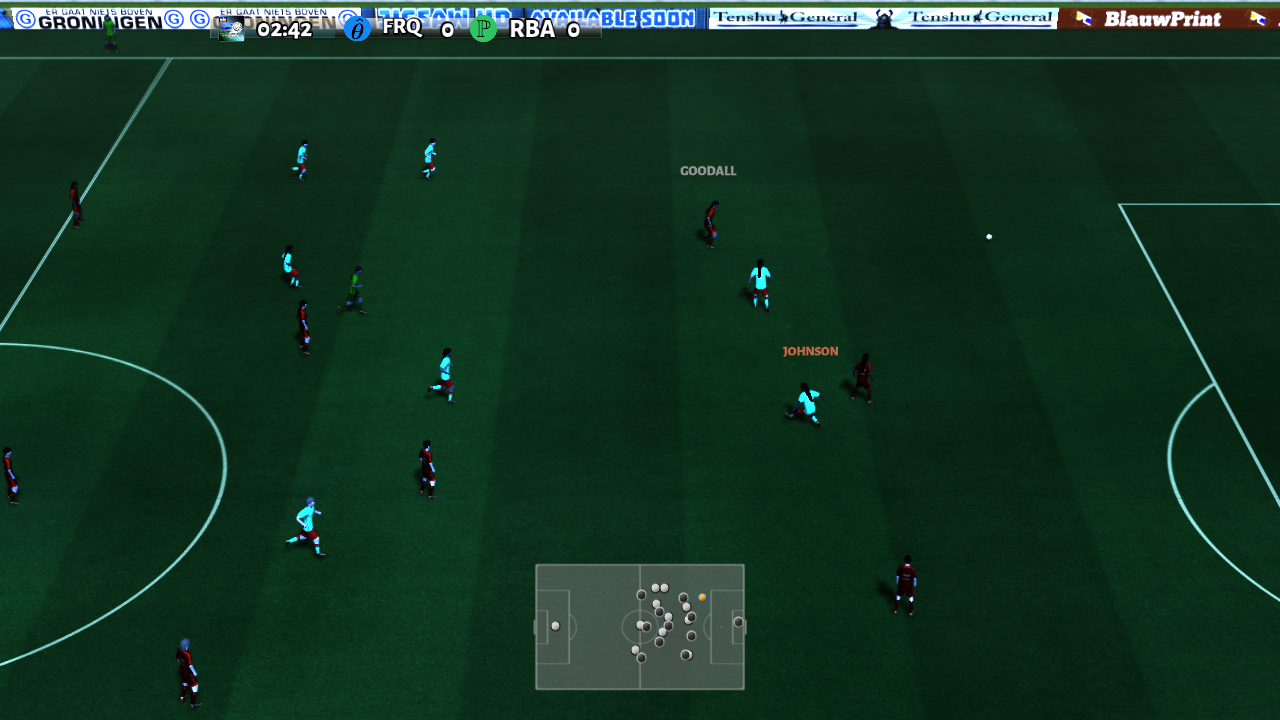 ER GAAT NIETS BOVEN ER GAAT NIETS BOVEN
G GRONINGEN G G GRONINGEN G AVAILABLE SOON Tenshu General Tenshu General BlauwPrint
02:42 FRQ 0 P RBA 0
GOODALL
JOHNSON